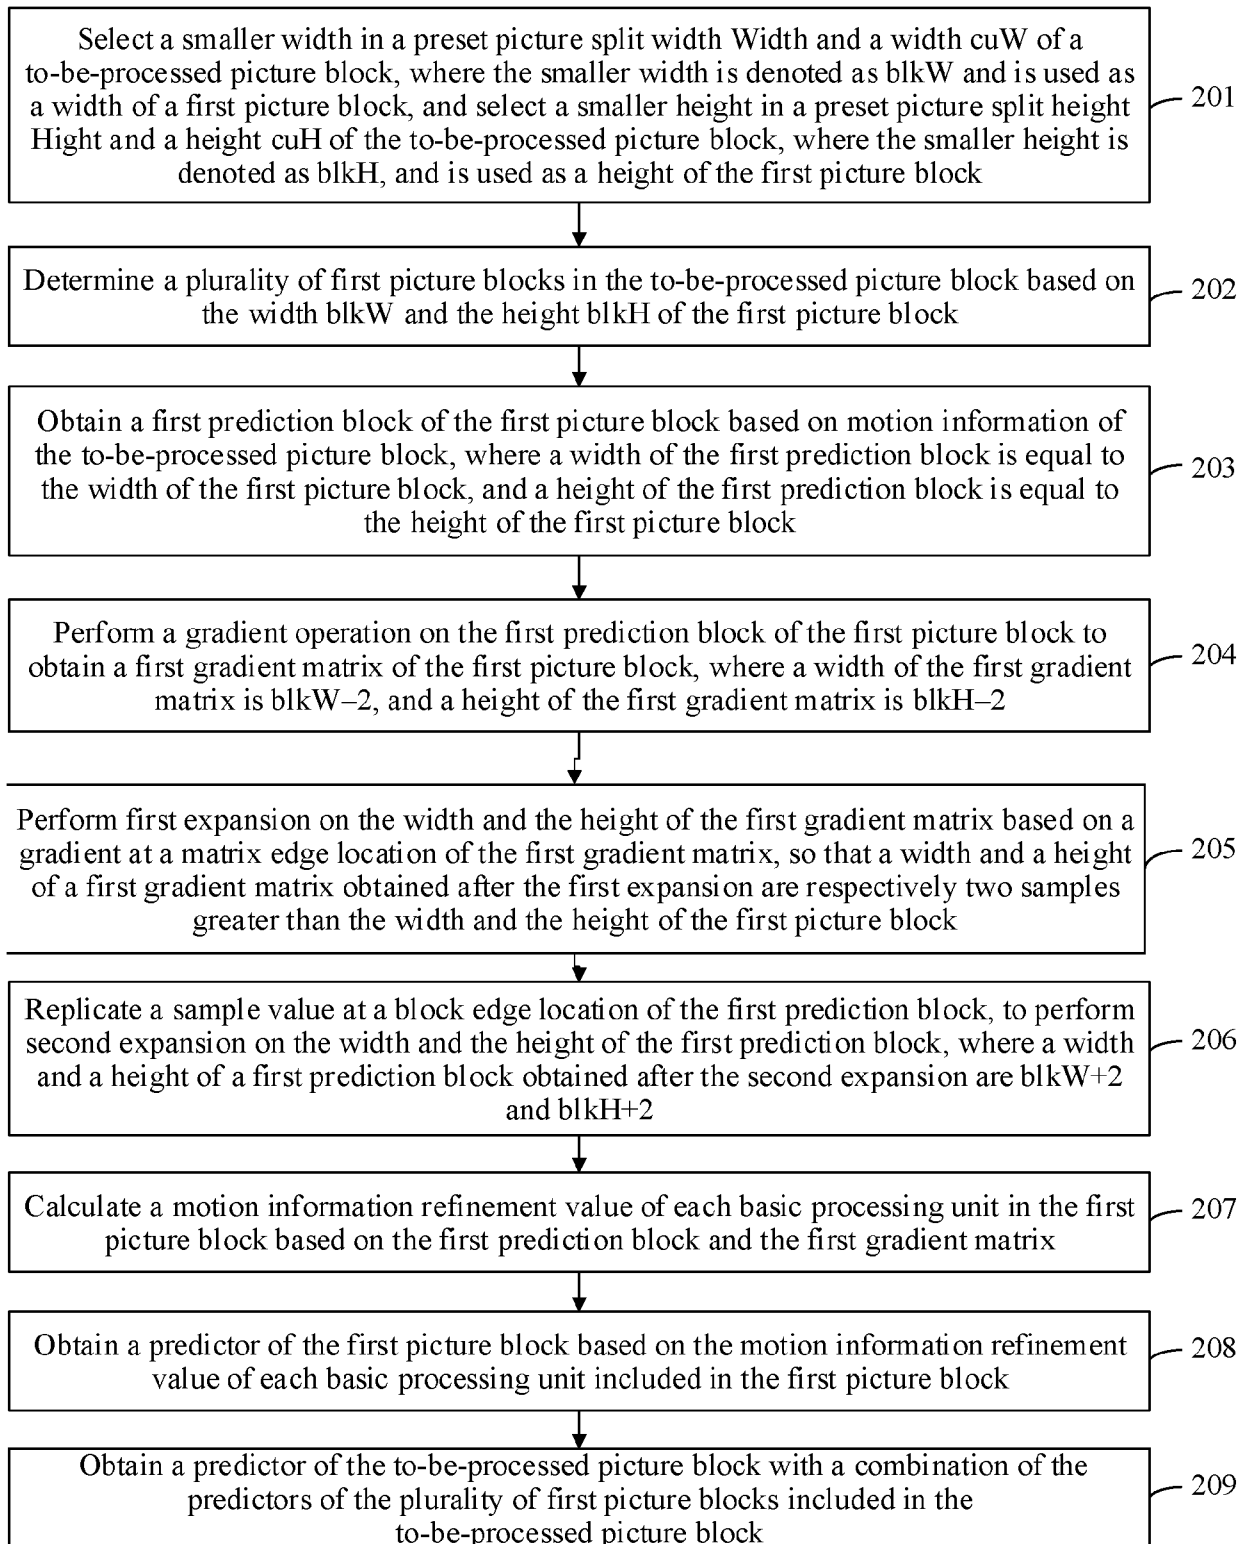 Select a smaller width in a preset picture split width Width and a width cuW of a
to-be-processed picture block, where the smaller width is denoted as blkW and is used as
a width of a first picture block, and select a smaller height in a preset picture split height
Hight and a height cuH of the to-be-processed picture block, where the smaller height is
denoted as blkH, and is used as a height of the first picture block
201
Determine a plurality of first picture blocks in the to-be-processed picture block based on
the width blkW and the height blkH of the first picture block
202
Obtain a first prediction block of the first picture block based on motion information of
the to-be-processed picture block, where a width of the first prediction block is equal to
the width of the first picture block, and a height of the first prediction block is equal to
the height of the first picture block
203
Perform a gradient operation on the first prediction block of the first picture block to
obtain a first gradient matrix of the first picture block, where a width of the first gradient
matrix is blkW–2, and a height of the first gradient matrix is blkH–2
204
Perform first expansion on the width and the height of the first gradient matrix based on a
gradient at a matrix edge location of the first gradient matrix, so that a width and a height
of a first gradient matrix obtained after the first expansion are respectively two samples
greater than the width and the height of the first picture block
205
Replicate a sample value at a block edge location of the first prediction block, to perform
second expansion on the width and the height of the first prediction block, where a width
and a height of a first prediction block obtained after the second expansion are blkW+2
and blkH+2
206
Calculate a motion information refinement value of each basic processing unit in the first
picture block based on the first prediction block and the first gradient matrix
207
Obtain a predictor of the first picture block based on the motion information refinement
value of each basic processing unit included in the first picture block
208
Obtain a predictor of the to-be-processed picture block with a combination of the
predictors of the plurality of first picture blocks included in the
to-be-processed picture block
209